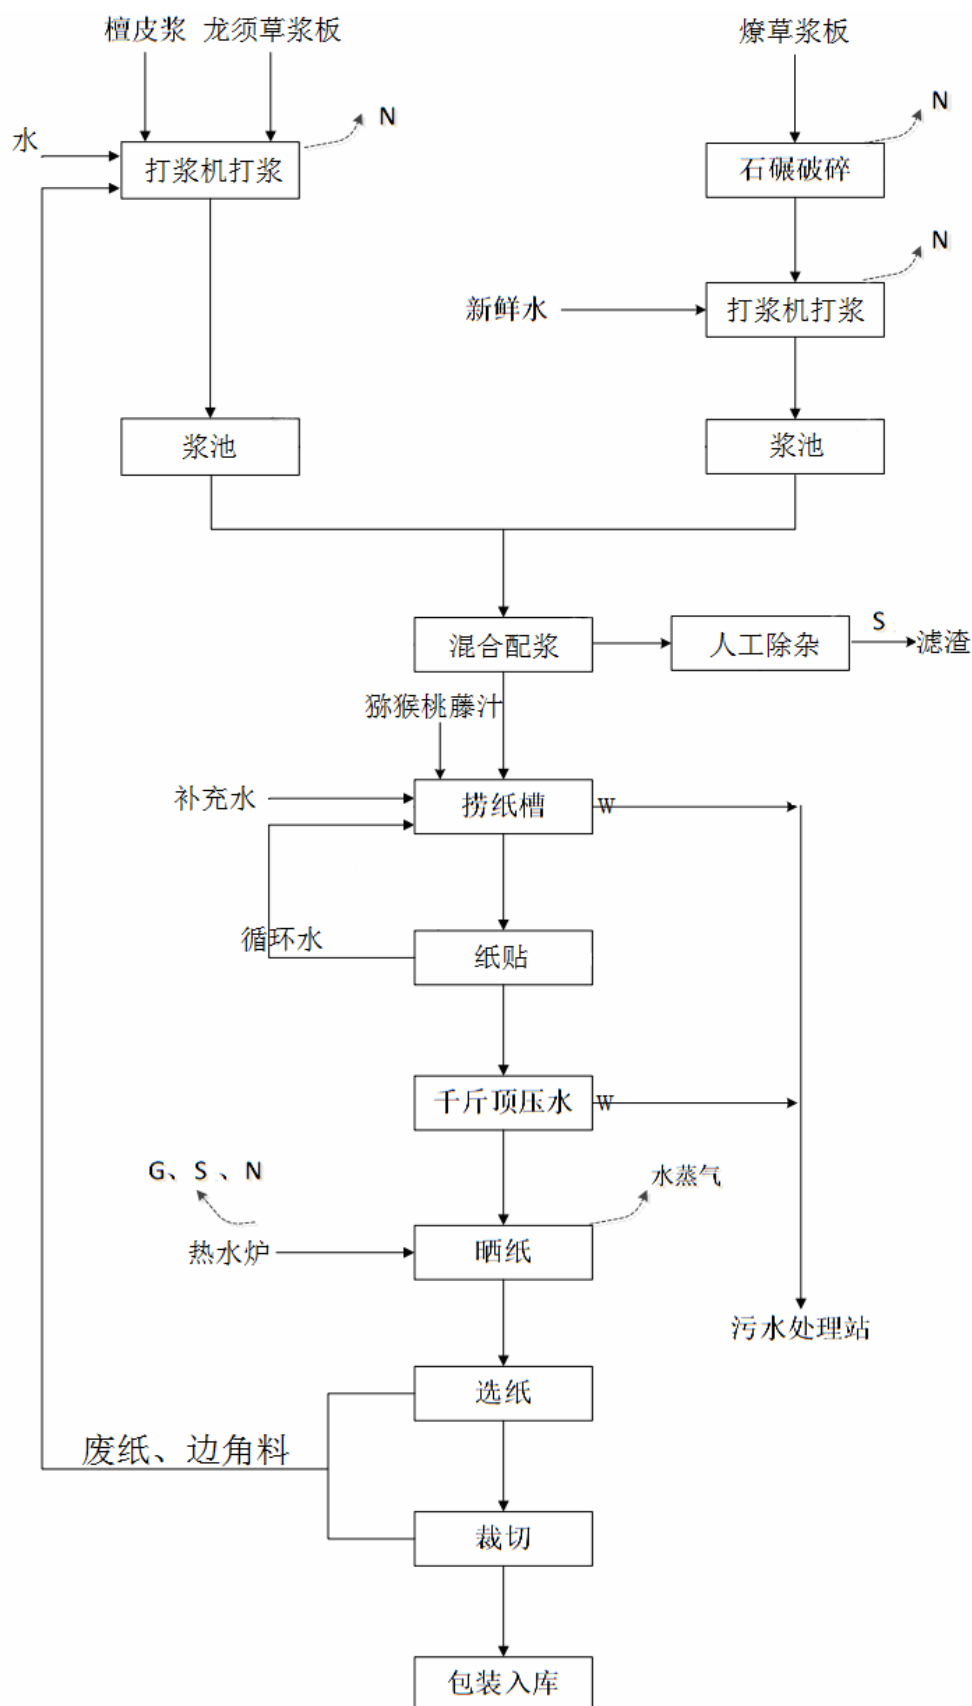 檀皮浆 龙须草浆板
燎草浆板
N
N
水
打浆机打浆
石碾破碎
N
新鲜水
打浆机打浆
浆池
浆池
混合配浆
人工除杂
S
滤渣
猕猴桃藤汁
补充水
捞纸槽
W
循环水
纸贴
千斤顶压水
W
G、S、N
水蒸气
热水炉
晒纸
污水处理站
选纸
废纸、边角料
裁切
包装入库